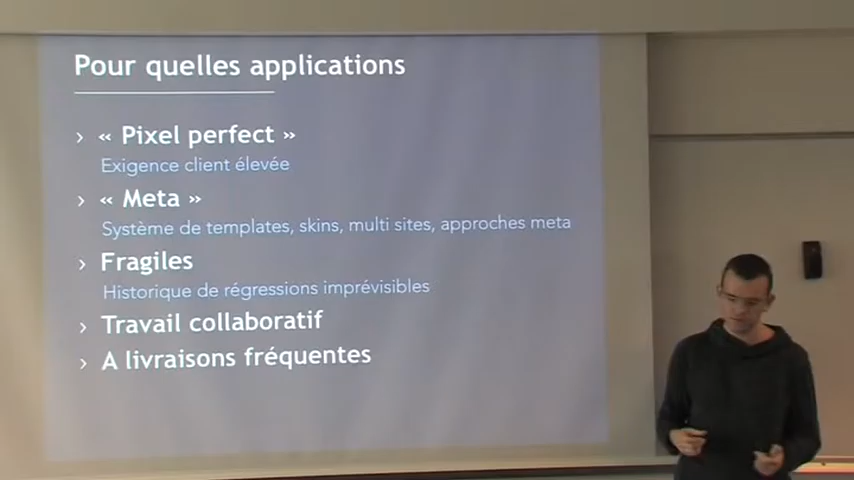 Pour quelles applications
› « Pixel perfect »
Exigence client élevée
› « Meta »
Système de templates, skins, multi sites, approches meta
› Fragiles
Historique de régressions imprévisibles
› Travail collaboratif
› A livraisons fréquentes